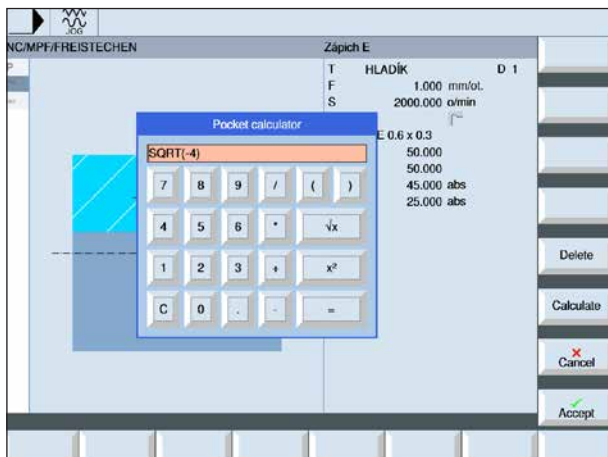 JOG
NC/MPF/FREISTECHEN
Zápich E
T HLADÍK D 1
F 1.000 mm/ot.
S 2000.000 o/min
E 0.6 x 0.3
50.000
50.000
45.000 abs
25.000 abs
Pocket calculator
SQRT(-4)
7 8 9 / ( )
4 5 6 * √x
1 2 3 + x²
C 0 . - =
Delete
Calculate
Cancel
Accept